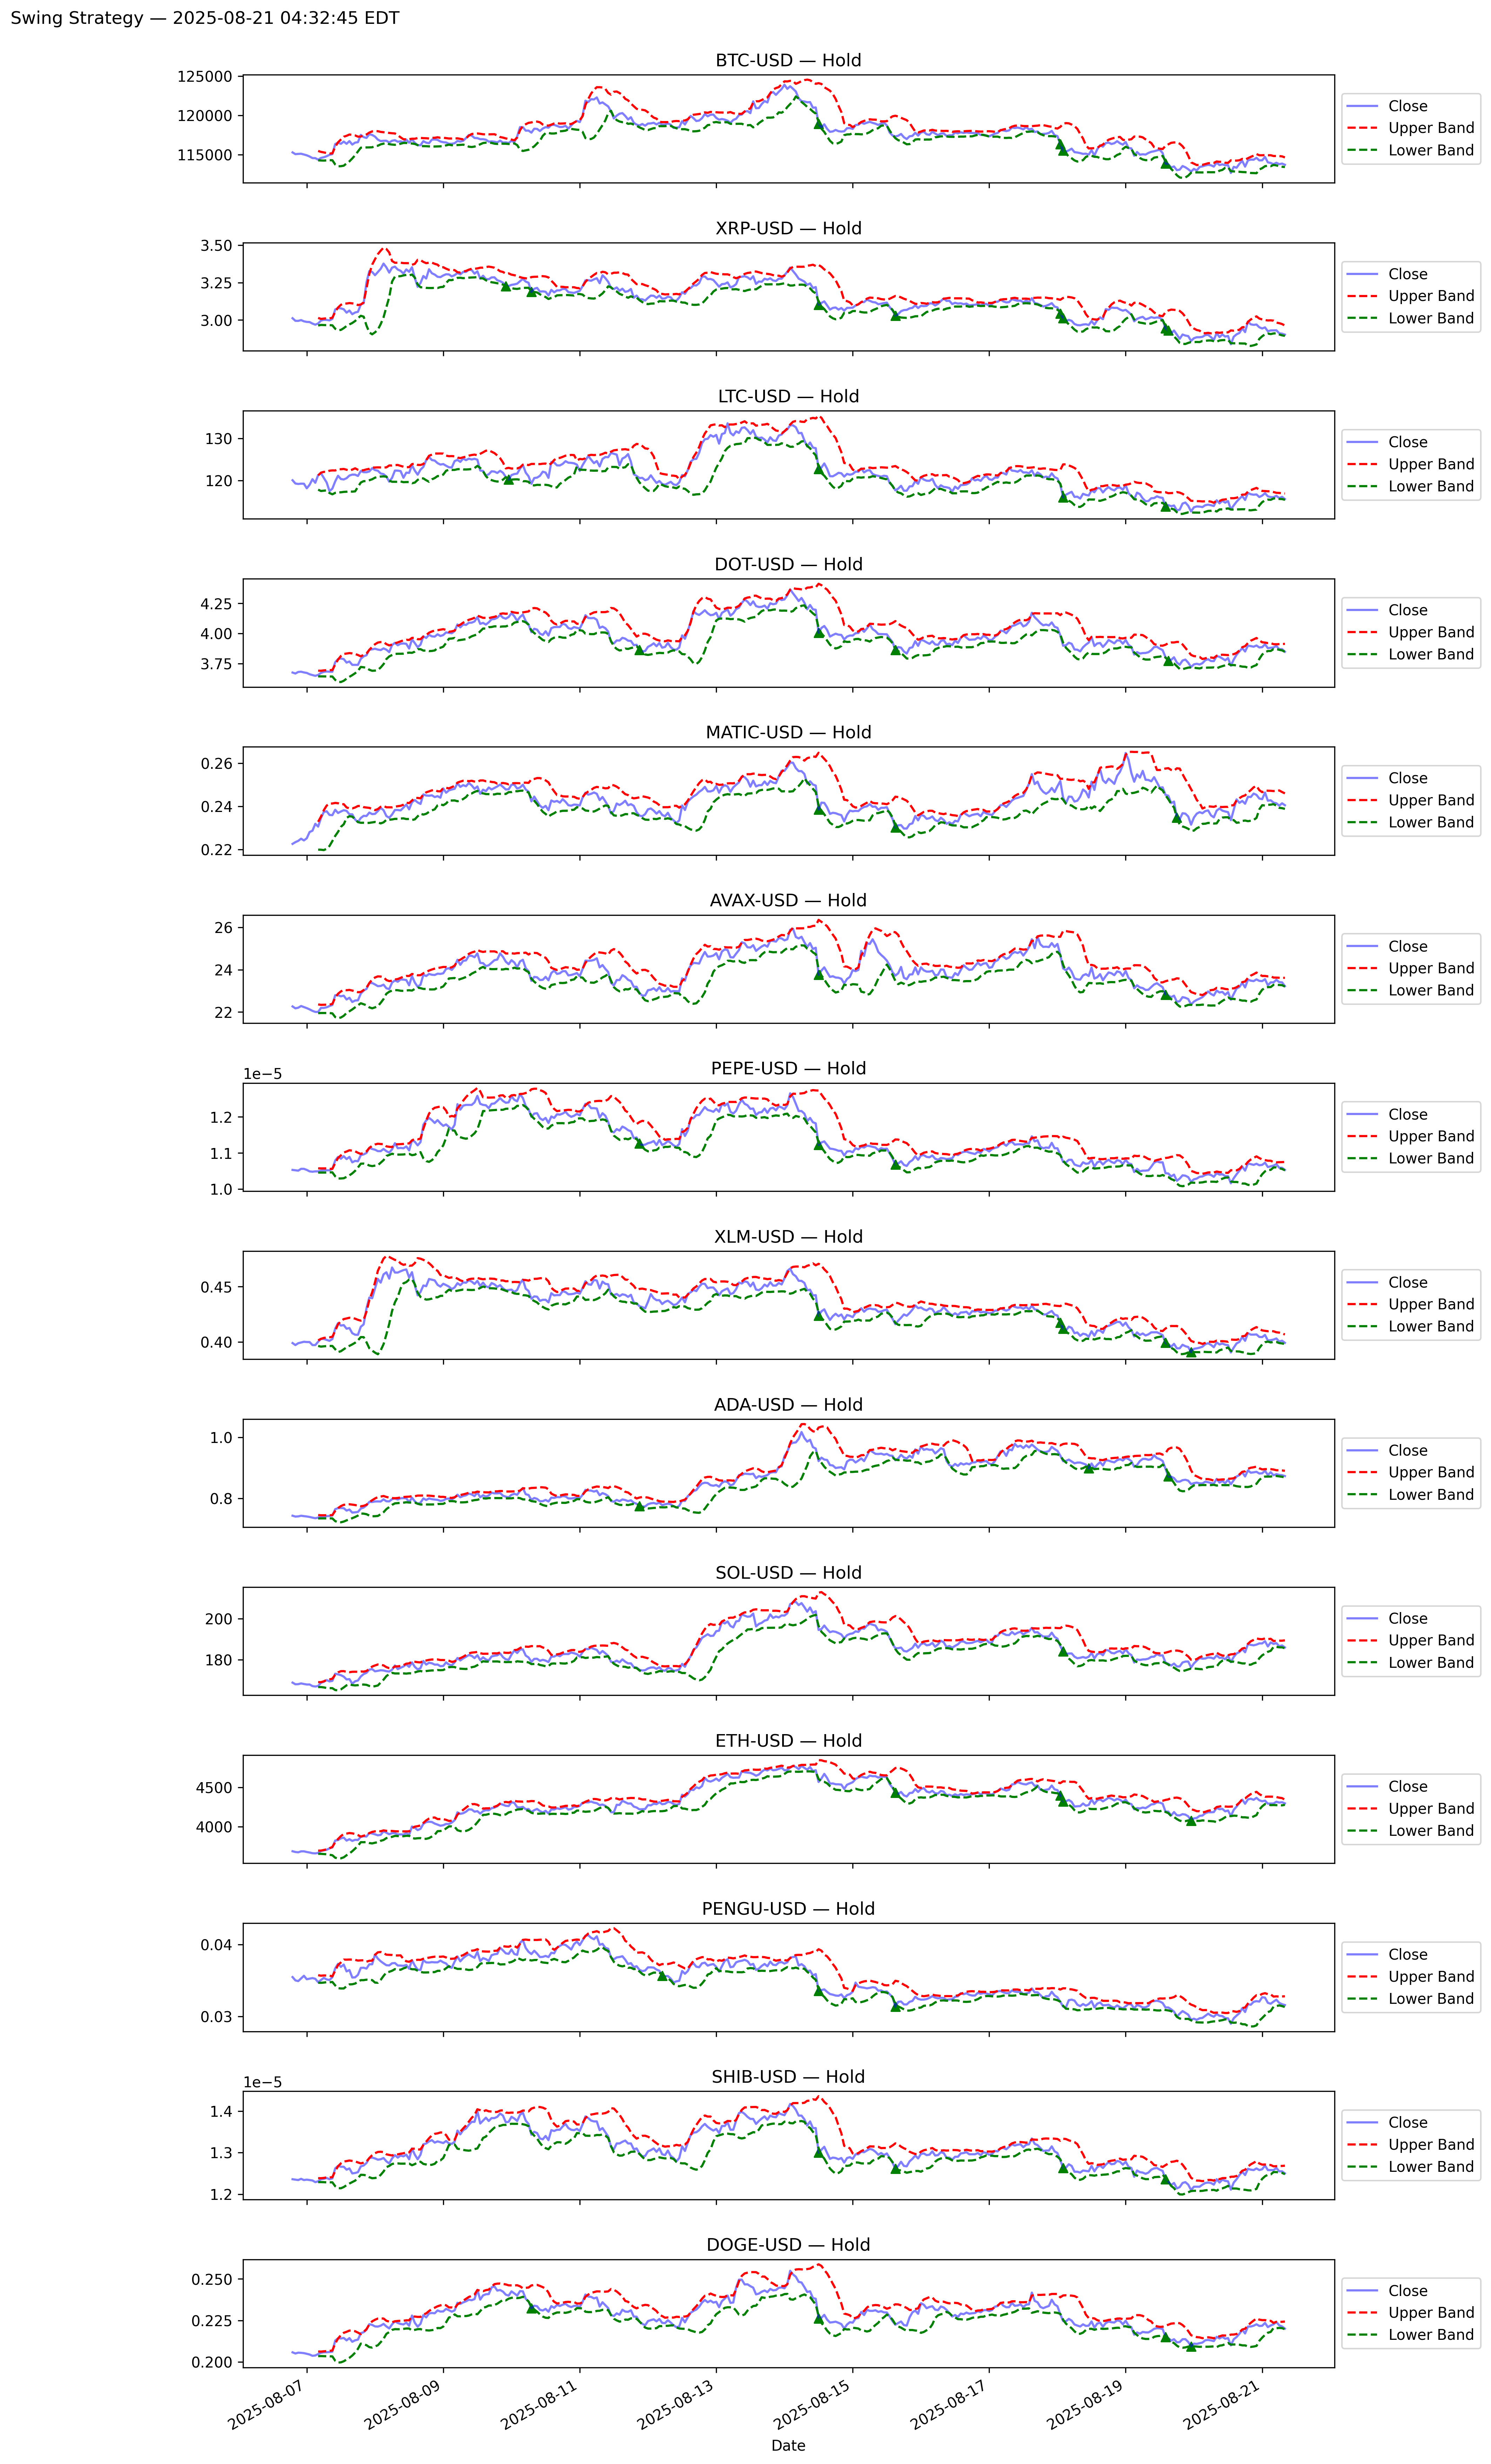 Swing Strategy — 2025-08-21 04:32:45 EDT
BTC-USD — Hold
125000
120000
115000
Close
Upper Band
Lower Band
XRP-USD — Hold
3.50
3.25
3.00
Close
Upper Band
Lower Band
LTC-USD — Hold
130
120
Close
Upper Band
Lower Band
DOT-USD — Hold
4.25
4.00
3.75
Close
Upper Band
Lower Band
MATIC-USD — Hold
0.26
0.24
0.22
Close
Upper Band
Lower Band
AVAX-USD — Hold
26
24
22
Close
Upper Band
Lower Band
PEPE-USD — Hold
1e−5
1.2
1.1
1.0
Close
Upper Band
Lower Band
XLM-USD — Hold
0.45
0.40
Close
Upper Band
Lower Band
ADA-USD — Hold
1.0
0.8
Close
Upper Band
Lower Band
SOL-USD — Hold
200
180
Close
Upper Band
Lower Band
ETH-USD — Hold
4500
4000
Close
Upper Band
Lower Band
PENGU-USD — Hold
0.04
0.03
Close
Upper Band
Lower Band
SHIB-USD — Hold
1e−5
1.4
1.3
1.2
Close
Upper Band
Lower Band
DOGE-USD — Hold
0.250
0.225
0.200
Close
Upper Band
Lower Band
2025-08-07
2025-08-09
2025-08-11
2025-08-13
2025-08-15
2025-08-17
2025-08-19
2025-08-21
Date